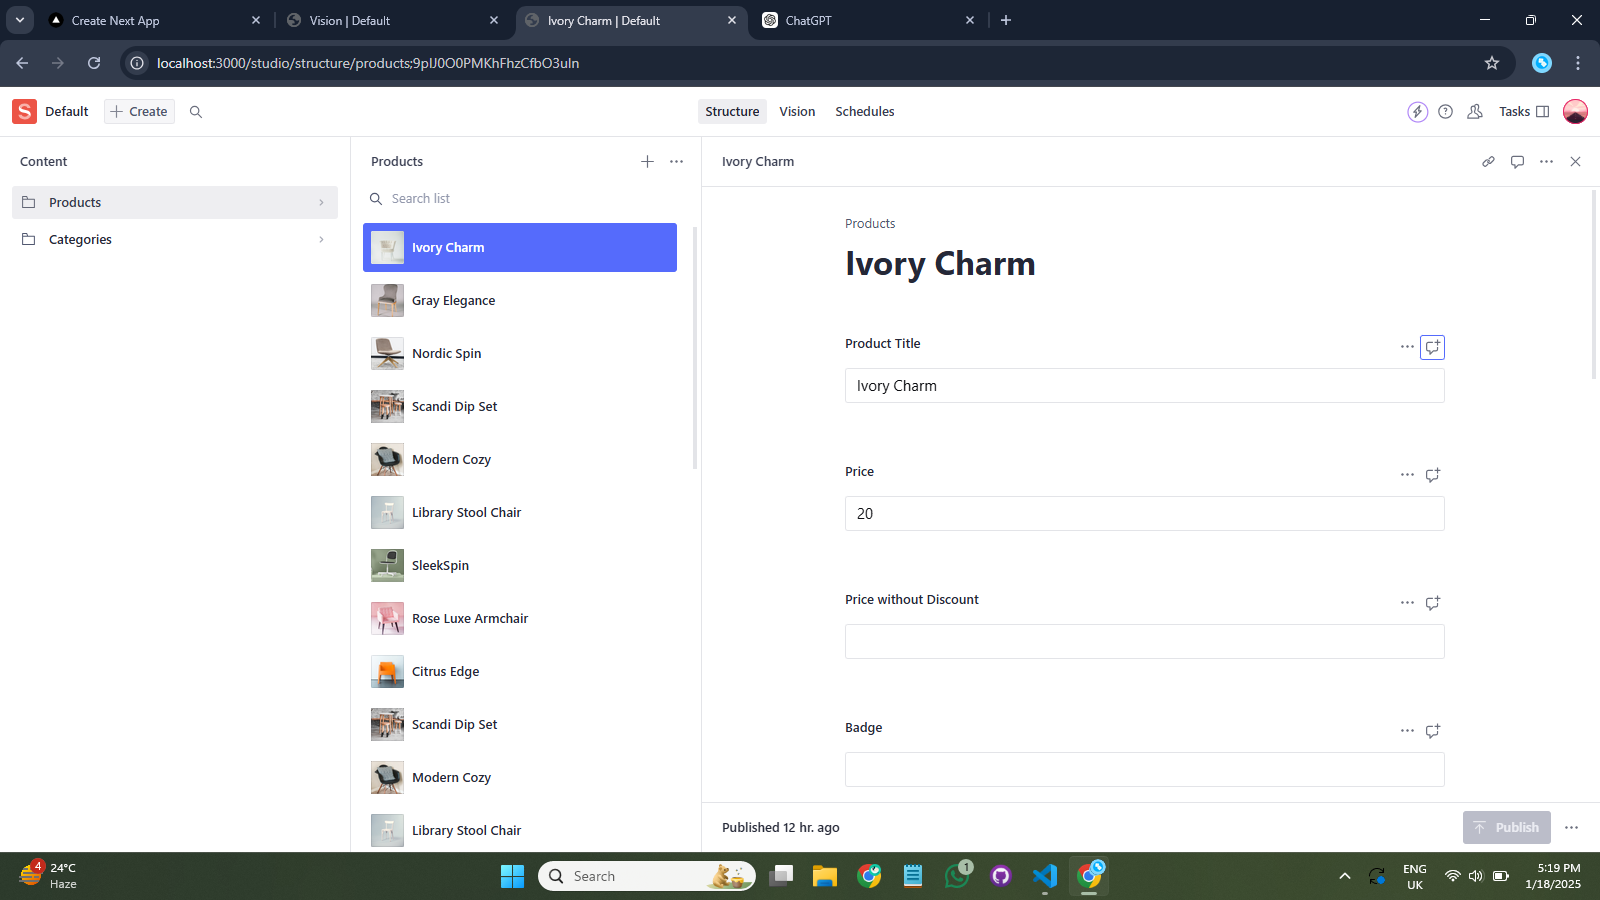 Create Next App
Vision | Default
Ivory Charm | Default
ChatGPT
localhost:3000/studio/structure/products;9plJ0O0PMKhFhzCfbO3uln
S
Default
Create
Structure
Vision
Schedules
Tasks
Content
Products
Categories
Products
Search list
Ivory Charm
Gray Elegance
Nordic Spin
Scandi Dip Set
Modern Cozy
Library Stool Chair
SleekSpin
Rose Luxe Armchair
Citrus Edge
Scandi Dip Set
Modern Cozy
Library Stool Chair
Ivory Charm
Products
Ivory Charm
Product Title
Ivory Charm
Price
20
Price without Discount
Badge
Published 12 hr. ago
Publish
4
24°C
Haze
Search
1
ENG
UK
5:19 PM
1/18/2025